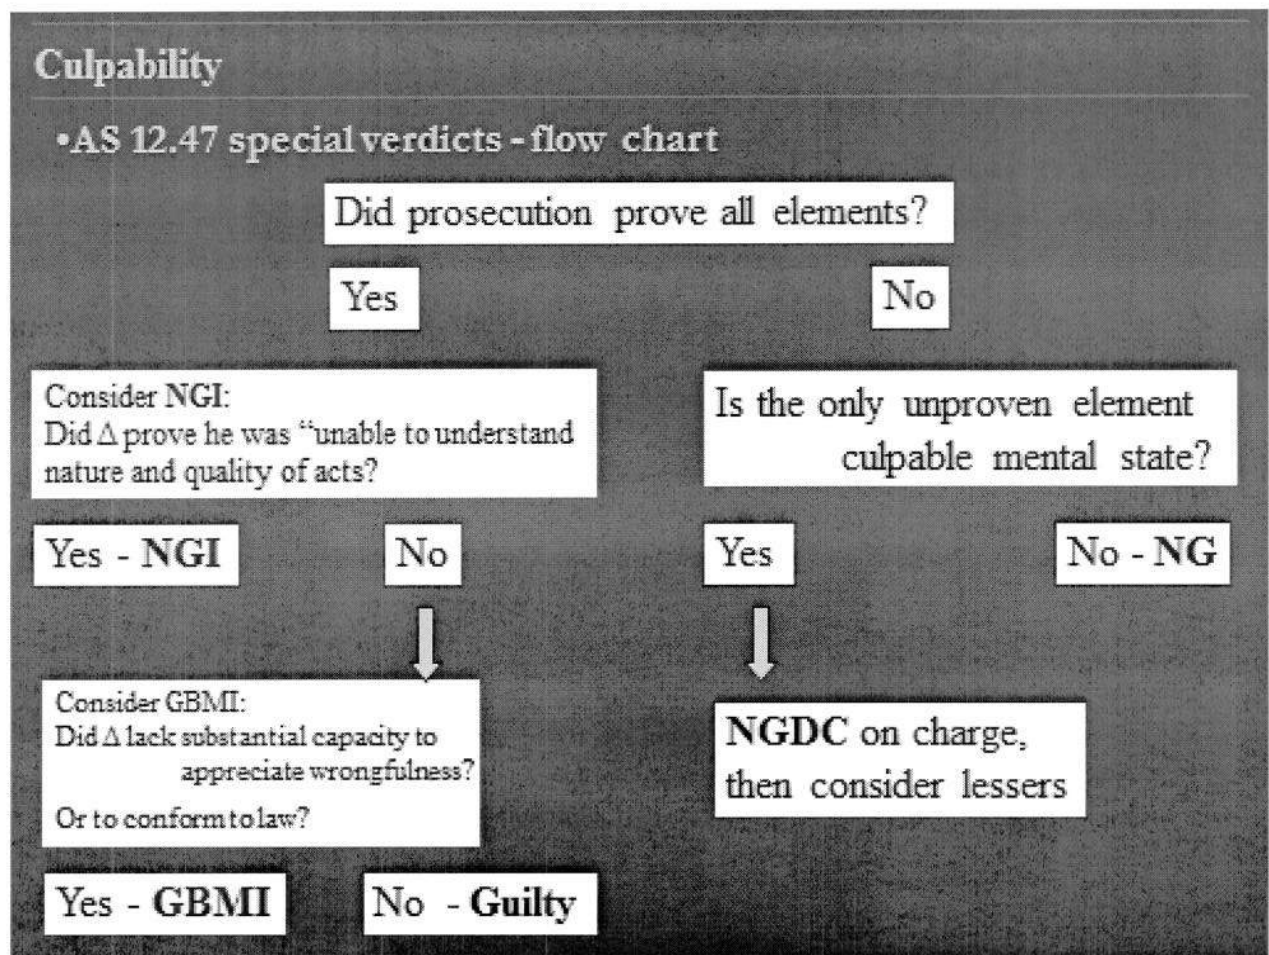 Culpability
•AS 12.47 special verdicts - flow chart
Did prosecution prove all elements?
Yes
No
Consider NGI:
Did Δ prove he was “unable to understand
nature and quality of acts?
Is the only unproven element
culpable mental state?
Yes - NGI
No
Yes
No - NG
Consider GBMI:
Did Δ lack substantial capacity to
appreciate wrongfulness?
Or to conform to law?
NGDC on charge,
then consider lessers
Yes - GBMI
No - Guilty